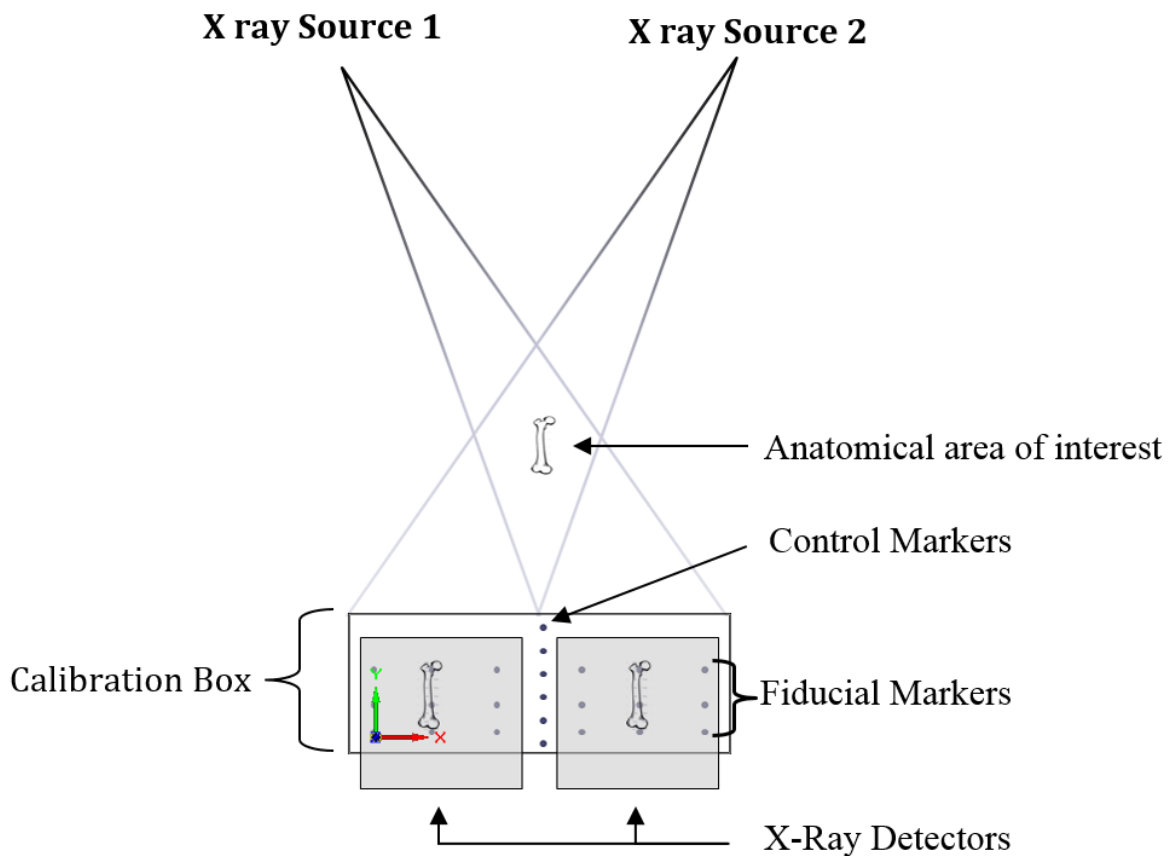 X ray Source 1
X ray Source 2
Anatomical area of interest
Control Markers
Calibration Box
Fiducial Markers
Y
X
X-Ray Detectors